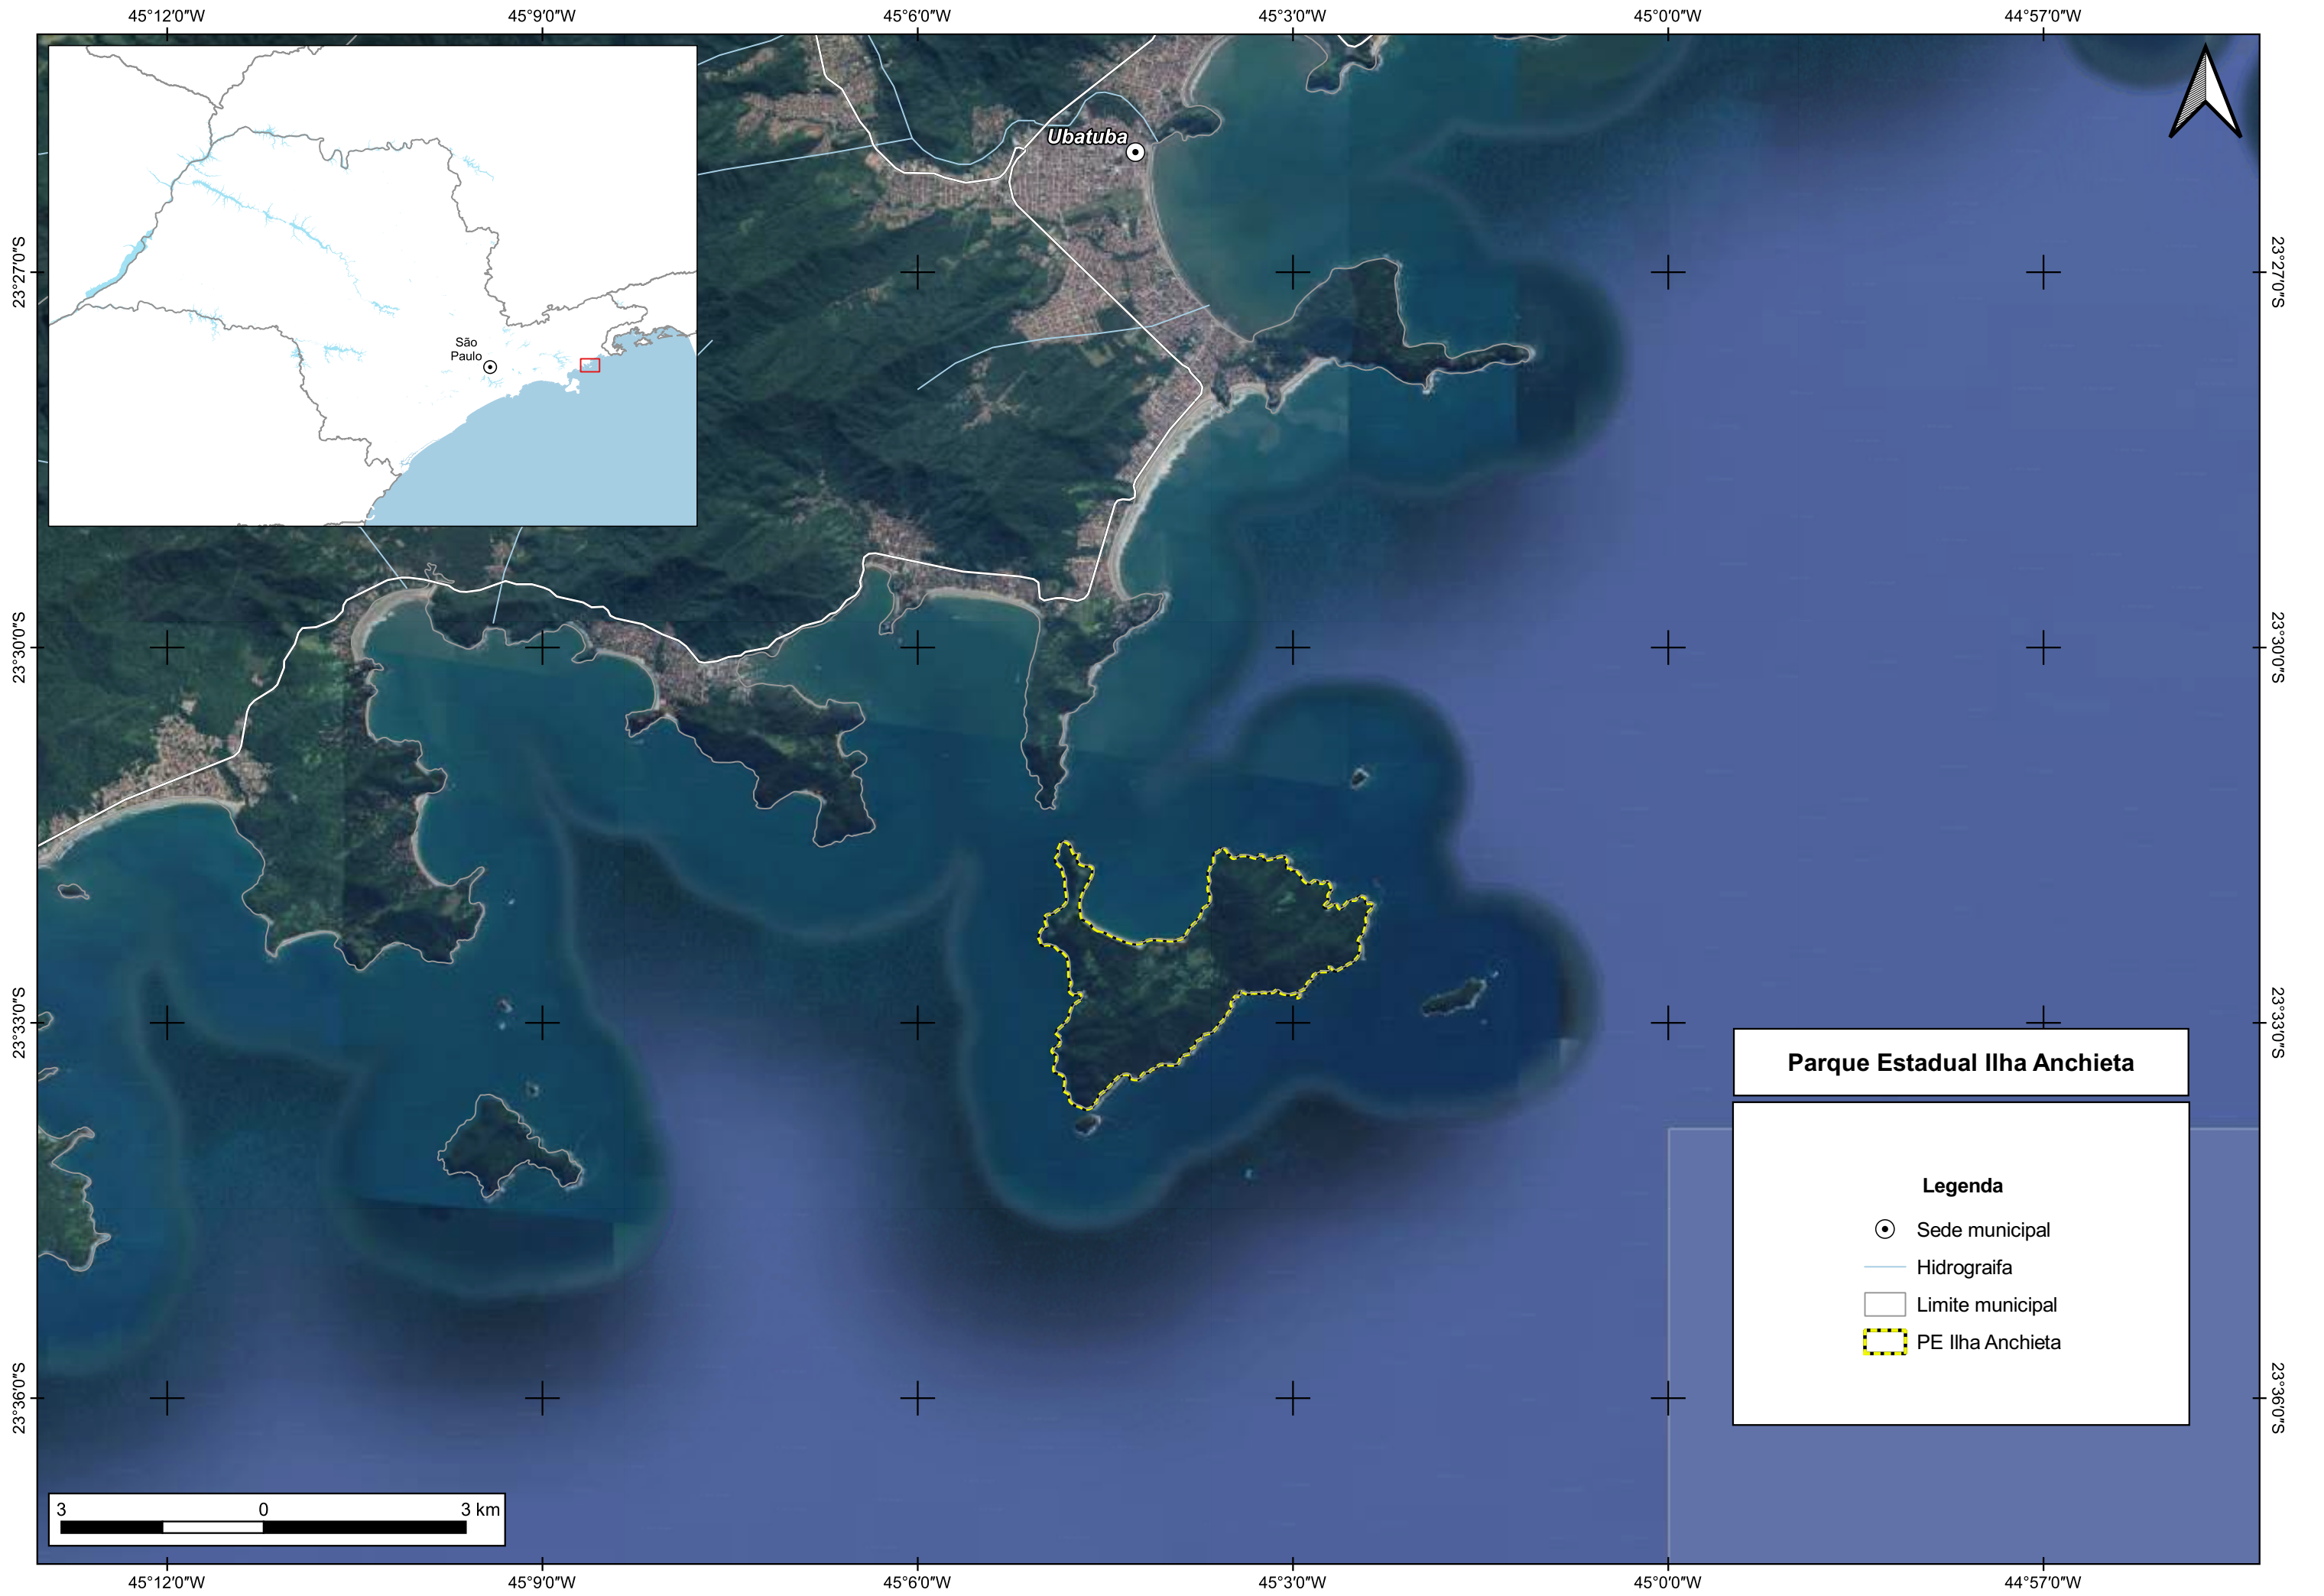 45°12′0″W 45°9′0″W 45°6′0″W 45°3′0″W 45°0′0″W 44°57′0″W
Ubatuba
23°27′0″S 23°27′0″S
São
Paulo
23°30′0″S 23°30′0″S
23°33′0″S 23°33′0″S
Parque Estadual Ilha Anchieta
Legenda
Sede municipal
Hidrograifa
Limite municipal
PE Ilha Anchieta
23°36′0″S 23°36′0″S
3 0 3 km
45°12′0″W 45°9′0″W 45°6′0″W 45°3′0″W 45°0′0″W 44°57′0″W